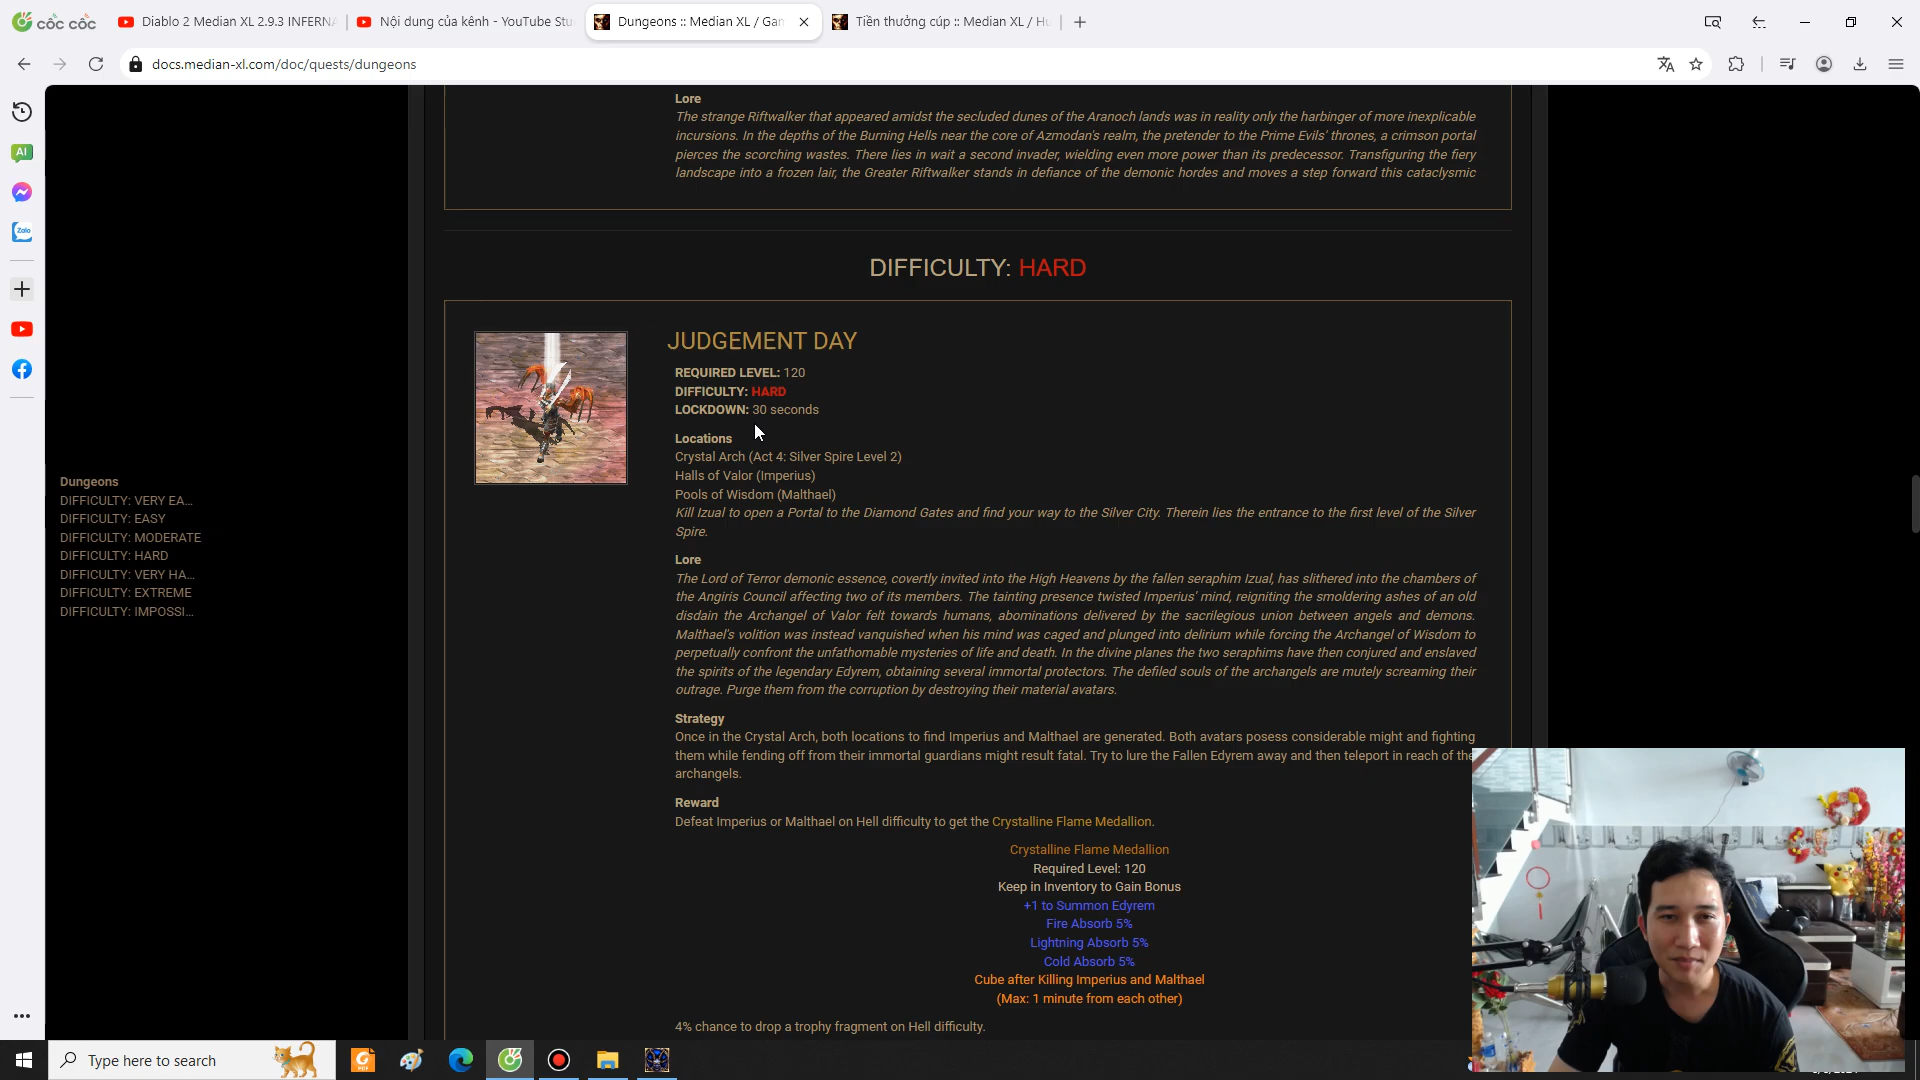 cốc cốc
Diablo 2 Median XL 2.9.3 INFERNA
Nội dung của kênh - YouTube Stu
Dungeons :: Median XL / Gam
Tiền thưởng cúp :: Median XL / Hu
docs.median-xl.com/doc/quests/dungeons
AI
Zalo
Dungeons
DIFFICULTY: VERY EA...
DIFFICULTY: EASY
DIFFICULTY: MODERATE
DIFFICULTY: HARD
DIFFICULTY: VERY HA...
DIFFICULTY: EXTREME
DIFFICULTY: IMPOSSI...
Lore
The strange Riftwalker that appeared amidst the secluded dunes of the Aranoch lands was in reality only the harbinger of more inexplicable
incursions. In the depths of the Burning Hells near the core of Azmodan's realm, the pretender to the Prime Evils' thrones, a crimson portal
pierces the scorching wastes. There lies in wait a second invader, wielding even more power than its predecessor. Transfiguring the fiery
landscape into a frozen lair, the Greater Riftwalker stands in defiance of the demonic hordes and moves a step forward this cataclysmic
DIFFICULTY: HARD
JUDGEMENT DAY
REQUIRED LEVEL: 120
DIFFICULTY: HARD
LOCKDOWN: 30 seconds
Locations
Crystal Arch (Act 4: Silver Spire Level 2)
Halls of Valor (Imperius)
Pools of Wisdom (Malthael)
Kill Izual to open a Portal to the Diamond Gates and find your way to the Silver City. Therein lies the entrance to the first level of the Silver
Spire.
Lore
The Lord of Terror demonic essence, covertly invited into the High Heavens by the fallen seraphim Izual, has slithered into the chambers of
the Angiris Council affecting two of its members. The tainting presence twisted Imperius' mind, reigniting the smoldering ashes of an old
disdain the Archangel of Valor felt towards humans, abominations delivered by the sacrilegious union between angels and demons.
Malthael's volition was instead vanquished when his mind was caged and plunged into delirium while forcing the Archangel of Wisdom to
perpetually confront the unfathomable mysteries of life and death. In the divine planes the two seraphims have then conjured and enslaved
the spirits of the legendary Edyrem, obtaining several immortal protectors. The defiled souls of the archangels are mutely screaming their
outrage. Purge them from the corruption by destroying their material avatars.
Strategy
Once in the Crystal Arch, both locations to find Imperius and Malthael are generated. Both avatars posess considerable might and fighting
them while fending off from their immortal guardians might result fatal. Try to lure the Fallen Edyrem away and then teleport in reach of the
archangels.
Reward
Defeat Imperius or Malthael on Hell difficulty to get the Crystalline Flame Medallion.
Crystalline Flame Medallion
Required Level: 120
Keep in Inventory to Gain Bonus
+1 to Summon Edyrem
Fire Absorb 5%
Lightning Absorb 5%
Cold Absorb 5%
Cube after Killing Imperius and Malthael
(Max: 1 minute from each other)
4% chance to drop a trophy fragment on Hell difficulty.
Type here to search